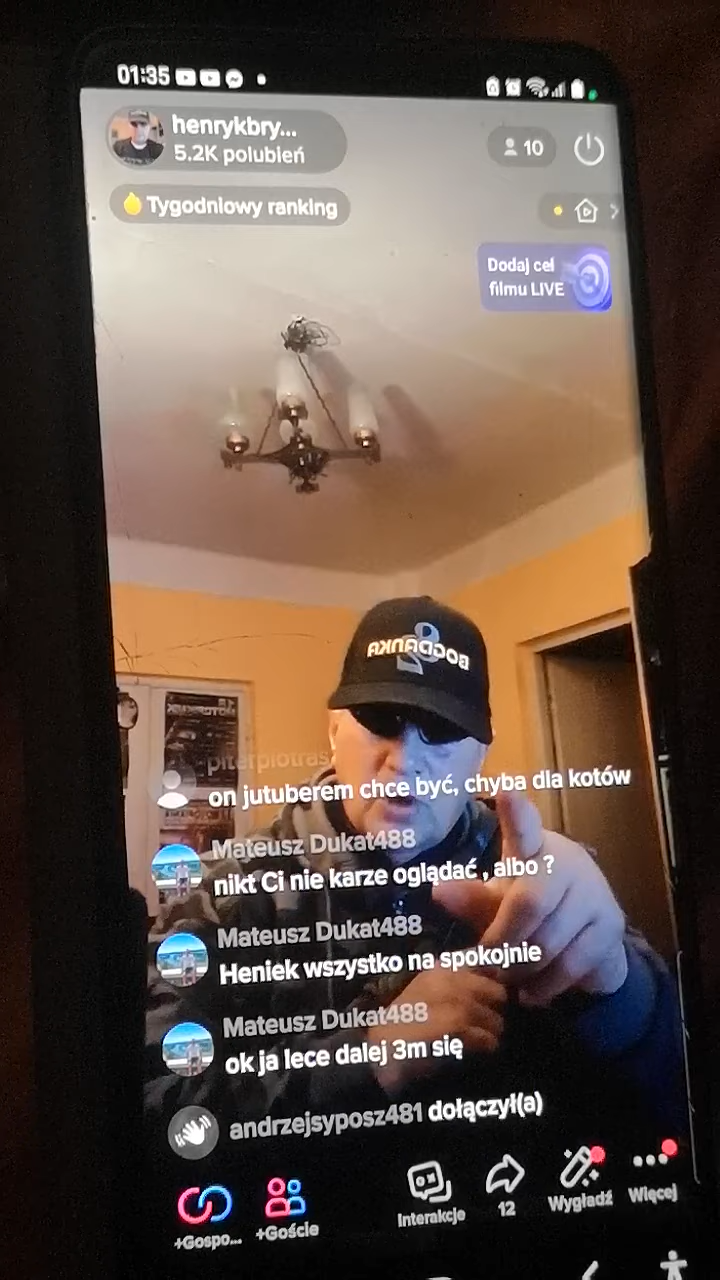 01:35
henrykbry...
5.2K polubień
10
Tygodniowy ranking
Dodaj cel
filmu LIVE
BOGDANKA
piterpiotras
on jutuberem chce być, chyba dla kotów
Mateusz Dukat488
nikt Ci nie karze oglądać , albo ?
Mateusz Dukat488
Heniek wszystko na spokojnie
Mateusz Dukat488
ok ja lece dalej 3m się
andrzejsyposz481 dołączył(a)
+Gospo...
+Goście
Interakcje
12
Wygładź
Więcej